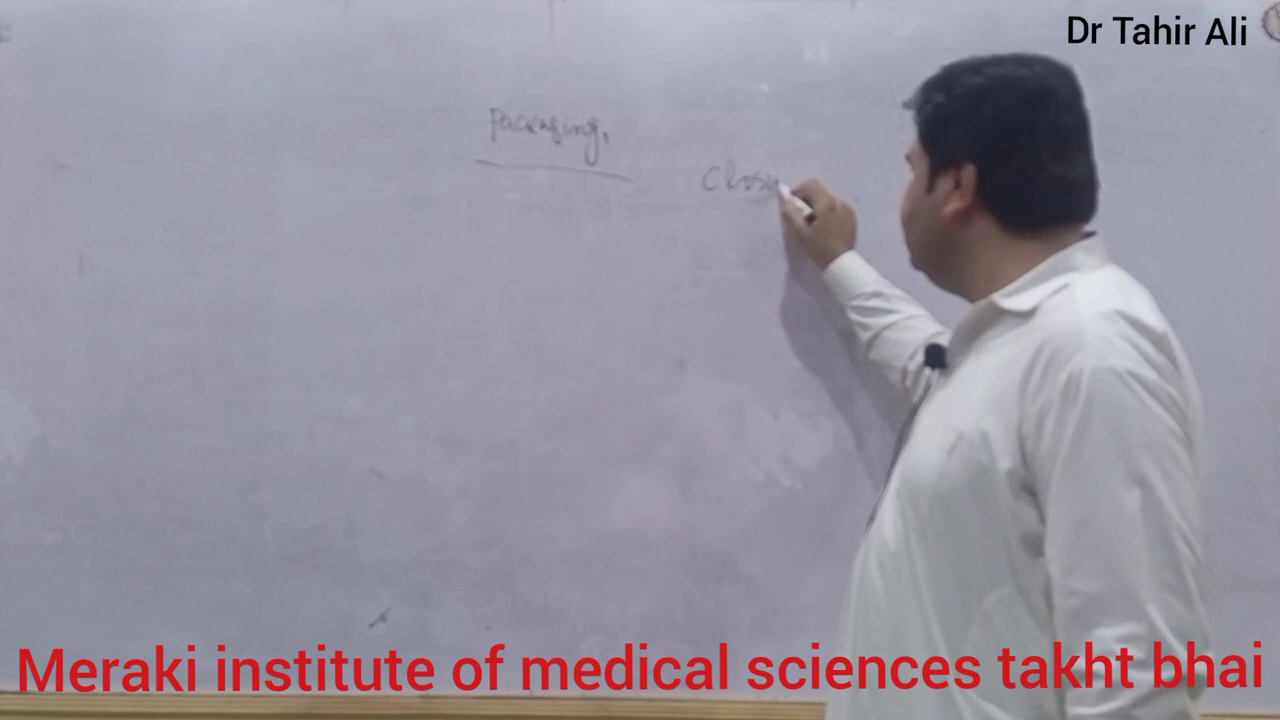 Dr Tahir Ali
Packaging,
Closu
Meraki institute of medical sciences takht bhai